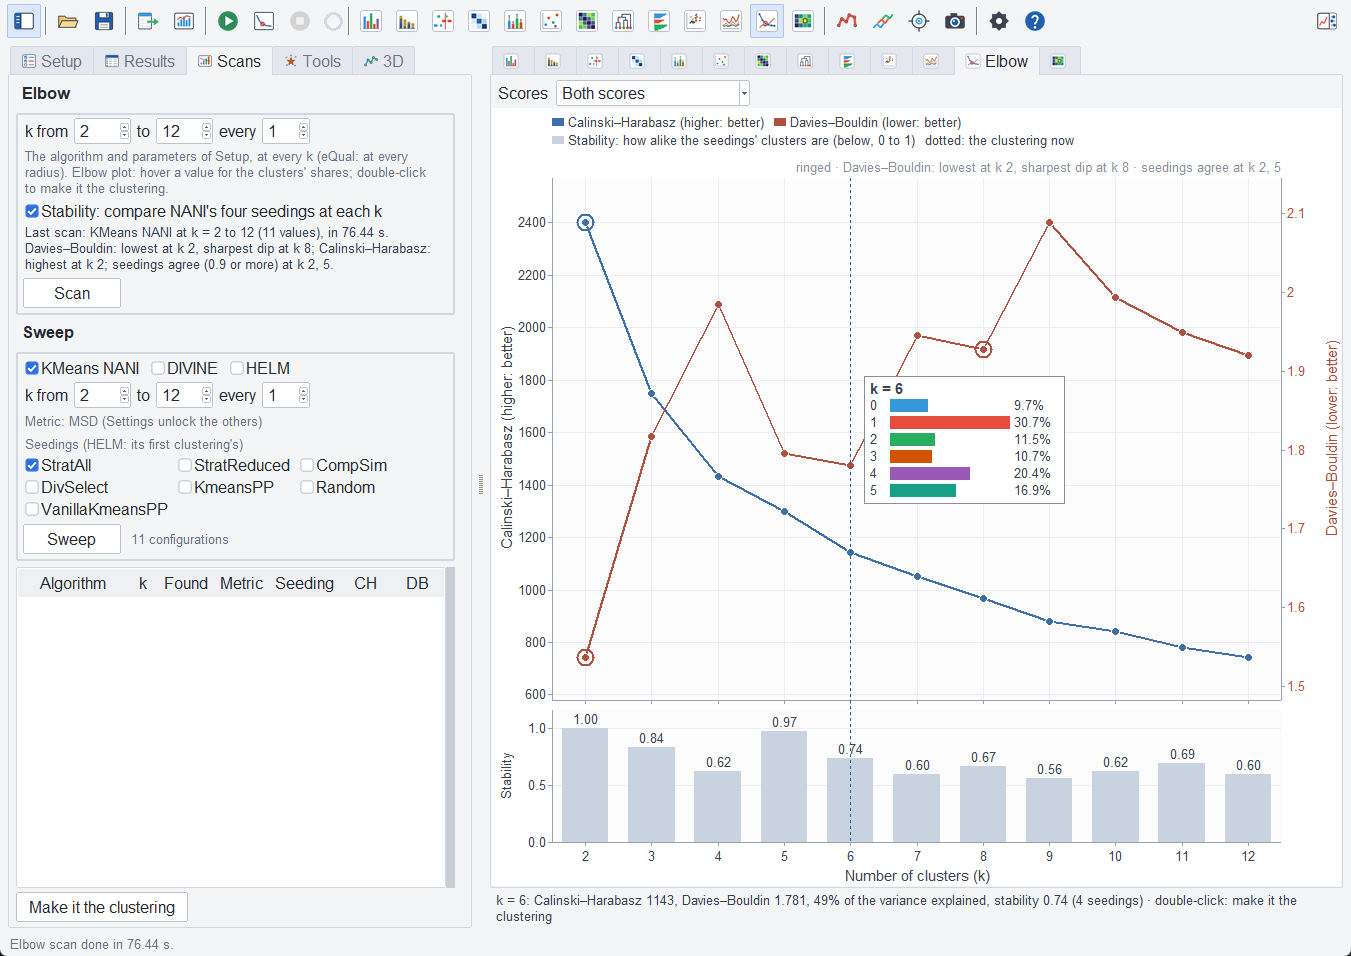 Setup
Results
Scans
Tools
3D
Elbow
k from 2 to 12 every 1
The algorithm and parameters of Setup, at every k (eQual: at every
radius). Elbow plot: hover a value for the clusters' shares; double-click
to make it the clustering.
Stability: compare NANI's four seedings at each k
Last scan: KMeans NANI at k = 2 to 12 (11 values), in 76.44 s.
Davies–Bouldin: lowest at k 2, sharpest dip at k 8; Calinski–Harabasz:
highest at k 2; seedings agree (0.9 or more) at k 2, 5.
Scan
Sweep
KMeans NANI DIVINE HELM
k from 2 to 12 every 1
Metric: MSD (Settings unlock the others)
Seedings (HELM: its first clustering's)
StratAll StratReduced CompSim
DivSelect KmeansPP Random
VanillaKmeansPP
Sweep 11 configurations
Algorithm k Found Metric Seeding CH DB
Make it the clustering
Elbow scan done in 76.44 s.
Elbow
Scores Both scores
Calinski–Harabasz (higher: better) Davies–Bouldin (lower: better)
Stability: how alike the seedings' clusters are (below, 0 to 1) dotted: the clustering now
ringed · Davies–Bouldin: lowest at k 2, sharpest dip at k 8 · seedings agree at k 2, 5
Calinski–Harabasz (higher: better)
2400
2200
2000
1800
1600
1400
1200
1000
800
600
2.1
2
1.9
1.8
1.7
1.6
1.5
Davies–Bouldin (lower: better)
k = 6
0 9.7%
1 30.7%
2 11.5%
3 10.7%
4 20.4%
5 16.9%
Stability
1.0
0.5
0.0
1.00 0.84 0.62 0.97 0.74 0.60 0.67 0.56 0.62 0.69 0.60
2 3 4 5 6 7 8 9 10 11 12
Number of clusters (k)
k = 6: Calinski–Harabasz 1143, Davies–Bouldin 1.781, 49% of the variance explained, stability 0.74 (4 seedings) · double-click: make it the
clustering